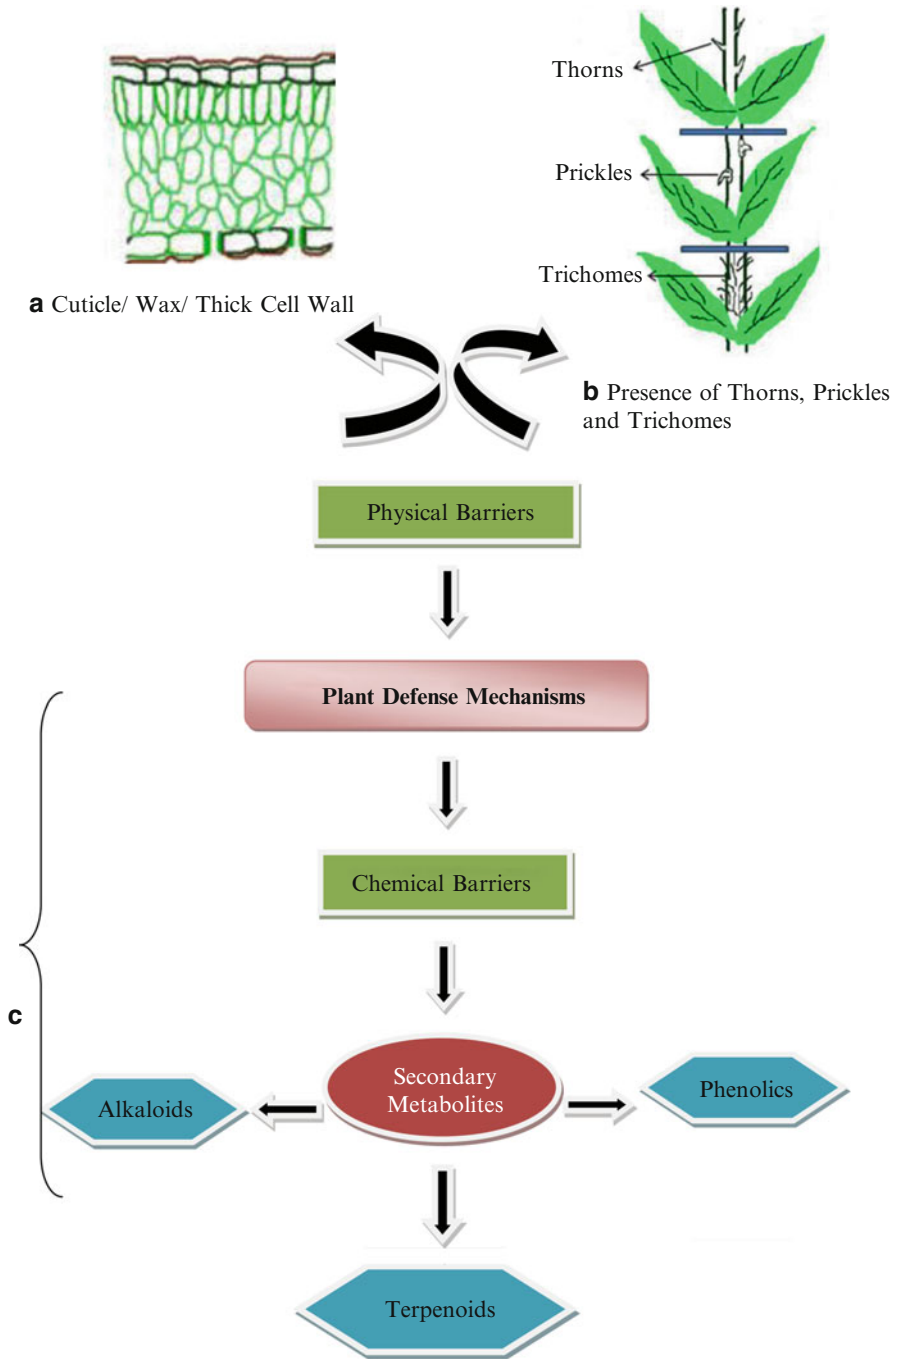 Thorns
Prickles
Trichomes
a Cuticle/ Wax/ Thick Cell Wall
b Presence of Thorns, Prickles
and Trichomes
Physical Barriers
Plant Defense Mechanisms
Chemical Barriers
c
Secondary
Metabolites
Alkaloids
Phenolics
Terpenoids